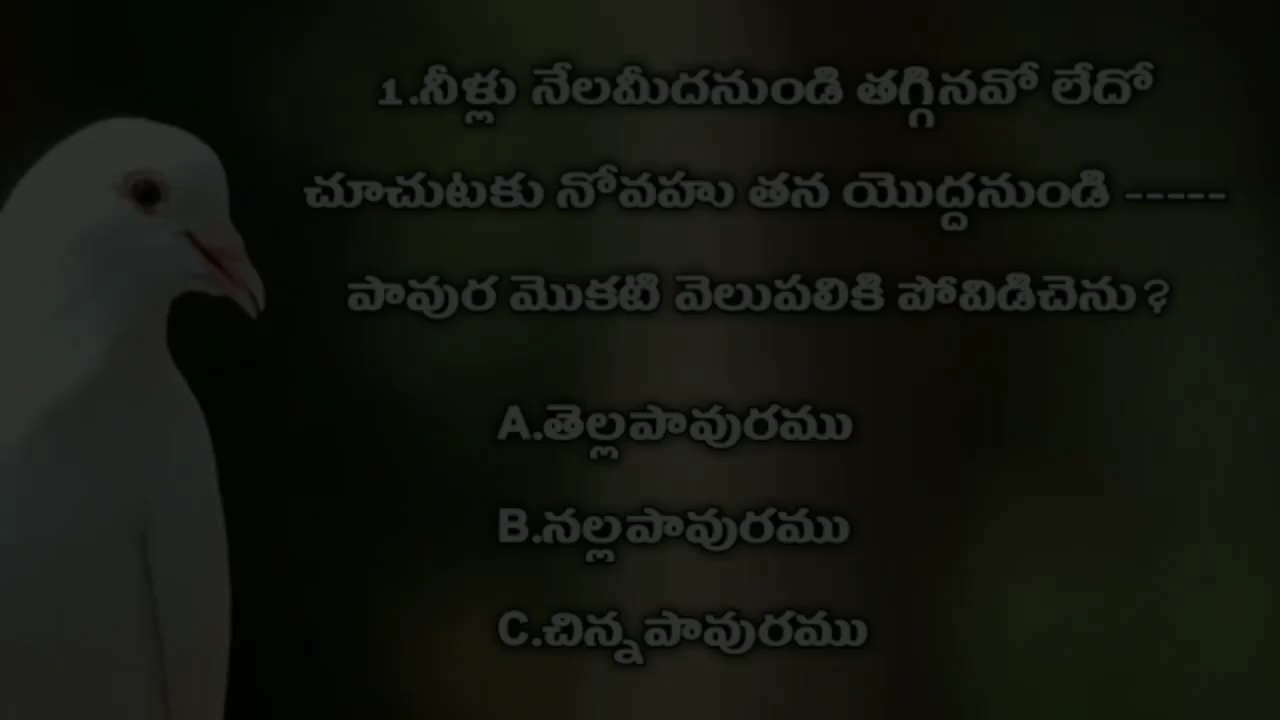 1.నీళ్లు నేలమీదనుండి తగ్గినవో లేదో
చూచుటకు నోవహు తన యొద్దనుండి -----
పావుర మొకటి వెలుపలికి పోవిడిచెను?
A.తెల్లపావురము
B.నల్లపావురము
C.చిన్నపావురము